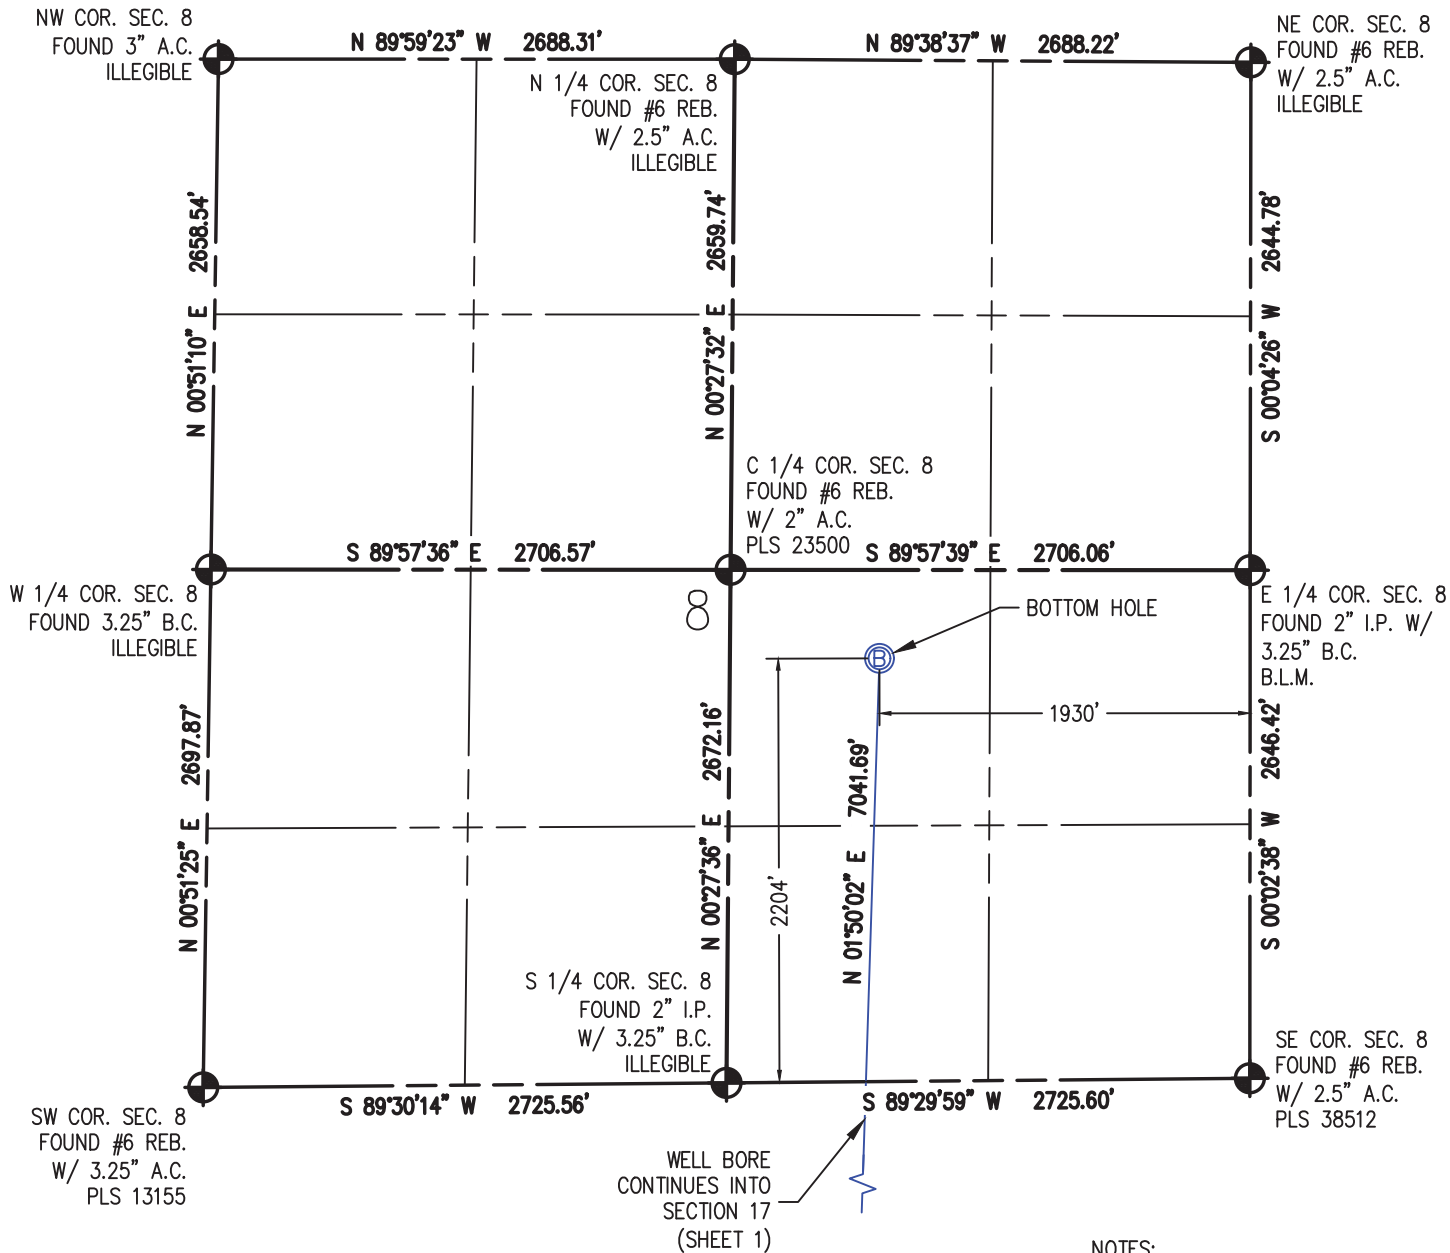 NW COR. SEC. 8
FOUND 3" A.C.
ILLEGIBLE
N 89°59'23" W 2688.31'
N 89°38'37" W 2688.22'
NE COR. SEC. 8
FOUND #6 REB.
W/ 2.5" A.C.
ILLEGIBLE
N 1/4 COR. SEC. 8
FOUND #6 REB.
W/ 2.5" A.C.
ILLEGIBLE
N 00°51'10" E 2658.54'
N 00°27'32" E 2659.74'
S 00°04'26" W 2644.78'
C 1/4 COR. SEC. 8
FOUND #6 REB.
W/ 2" A.C.
PLS 23500
S 89°57'36" E 2706.57'
S 89°57'39" E 2706.06'
W 1/4 COR. SEC. 8
FOUND 3.25" B.C.
ILLEGIBLE
8
BOTTOM HOLE
B
E 1/4 COR. SEC. 8
FOUND 2" I.P. W/
3.25" B.C.
B.L.M.
1930'
N 00°51'25" E 2697.87'
N 00°27'36" E 2672.16'
2204'
N 01°50'02" E 7041.69'
S 00°02'38" W 2646.42'
S 1/4 COR. SEC. 8
FOUND 2" I.P.
W/ 3.25" B.C.
ILLEGIBLE
SE COR. SEC. 8
FOUND #6 REB.
W/ 2.5" A.C.
PLS 38512
S 89°30'14" W 2725.56'
S 89°29'59" W 2725.60'
SW COR. SEC. 8
FOUND #6 REB.
W/ 3.25" A.C.
PLS 13155
WELL BORE
CONTINUES INTO
SECTION 17
(SHEET 1)
NOTES: